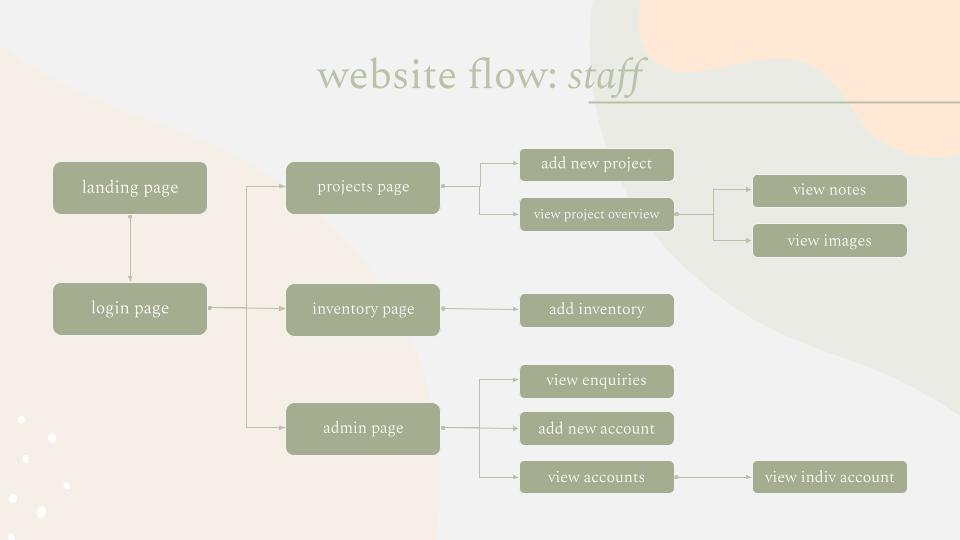 website flow: staff
landing page
login page
projects page
inventory page
admin page
add new project
view project overview
add inventory
view enquiries
add new account
view accounts
view notes
view images
view indiv account